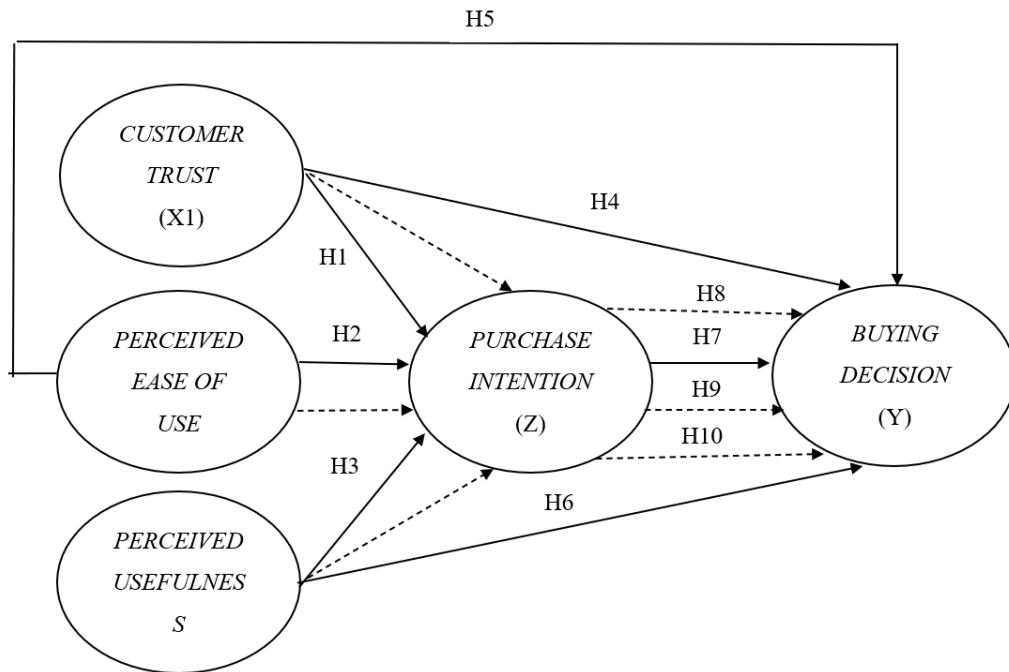 H5
CUSTOMER
TRUST
(X1)
H4
H1
H8
PERCEIVED
EASE OF
USE
H2
PURCHASE
INTENTION
(Z)
H7
BUYING
DECISION
(Y)
H9
H10
H3
H6
PERCEIVED
USEFULNES
S